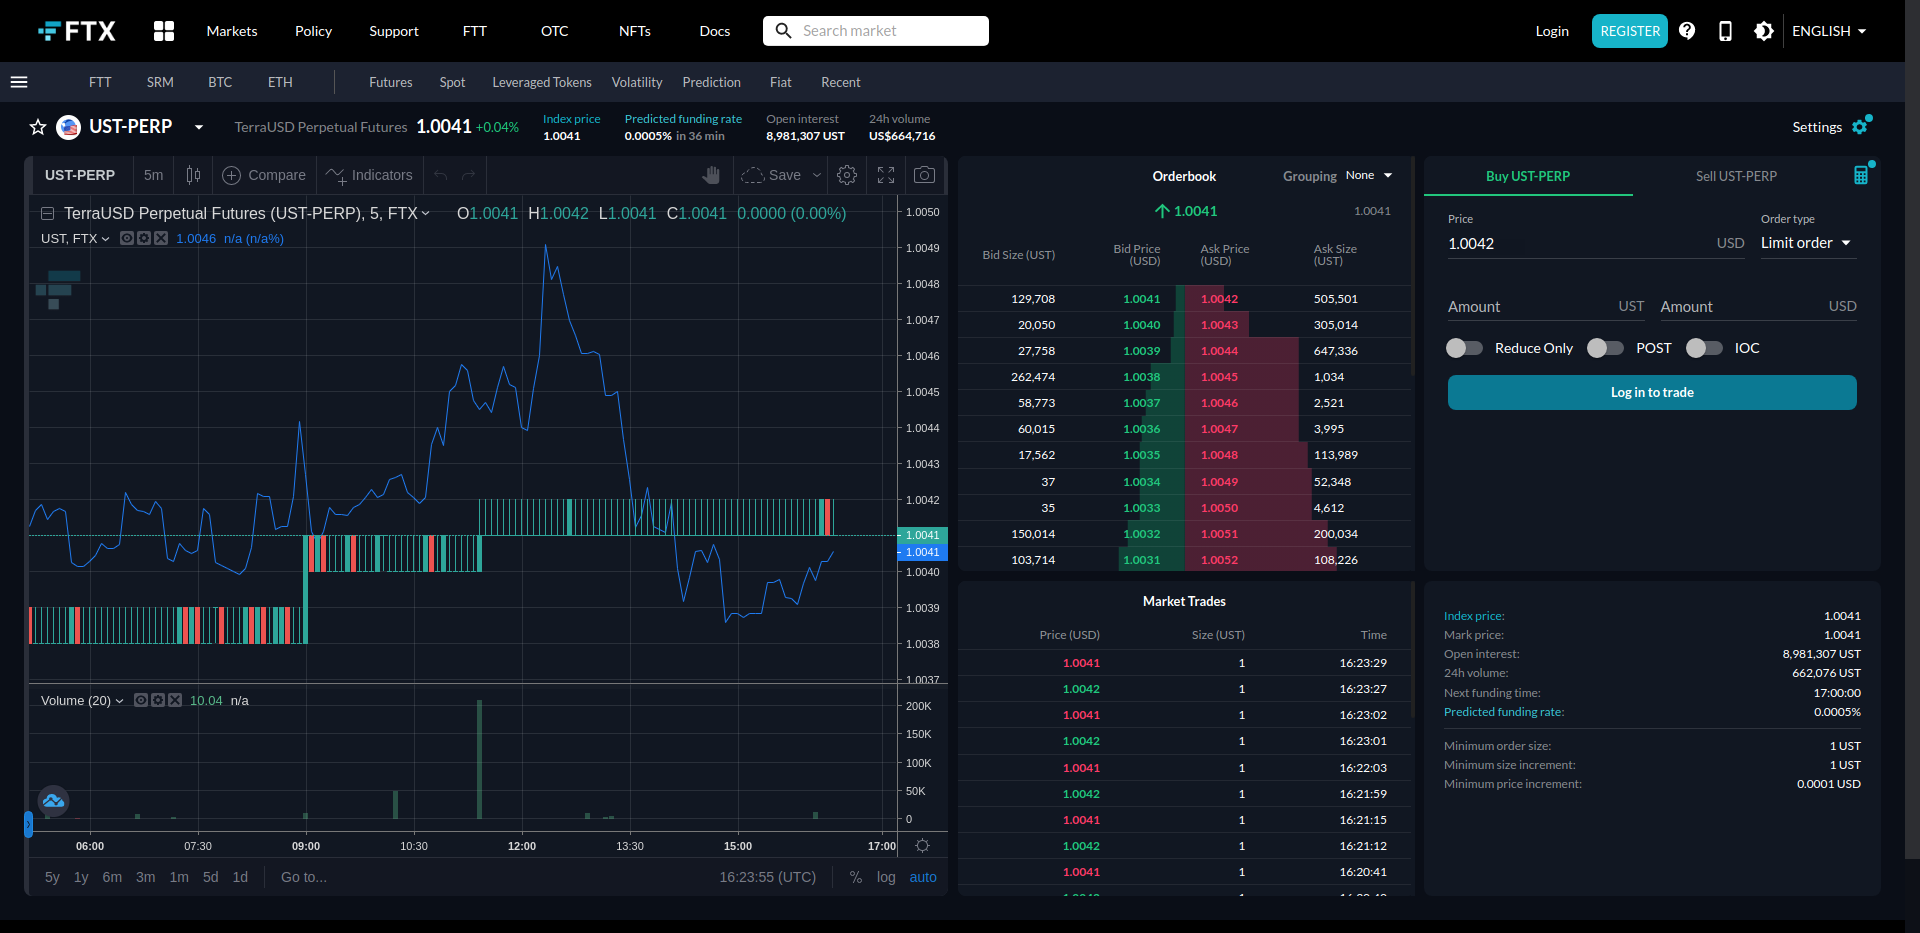 FTX Markets Policy Support FTT OTC NFTs Docs Search market Login REGISTER ENGLISH
FTT SRM BTC ETH Futures Spot Leveraged Tokens Volatility Prediction Fiat Recent
UST-PERP TerraUSD Perpetual Futures 1.0041 +0.04%
Index price
1.0041
Predicted funding rate
0.0005% in 36 min
Open interest
8,981,307 UST
24h volume
US$664,716
Settings
UST-PERP 5m Compare Indicators Save
TerraUSD Perpetual Futures (UST-PERP), 5, FTX O1.0041 H1.0042 L1.0041 C1.0041 0.0000 (0.00%)
UST, FTX 1.0046 n/a (n/a%)
1.0050
1.0049
1.0048
1.0047
1.0046
1.0045
1.0044
1.0043
1.0042
1.0041
1.0041
1.0040
1.0039
1.0038
1.0037
Volume (20) 10.04 n/a
200K
150K
100K
50K
0
06:00 07:30 09:00 10:30 12:00 13:30 15:00 17:00
5y 1y 6m 3m 1m 5d 1d Go to... 16:23:55 (UTC) % log auto
Orderbook Grouping None
1.0041 1.0041
Bid Size (UST) Bid Price (USD) Ask Price (USD) Ask Size (UST)
129,708 1.0041 1.0042 505,501
20,050 1.0040 1.0043 305,014
27,758 1.0039 1.0044 647,336
262,474 1.0038 1.0045 1,034
58,773 1.0037 1.0046 2,521
60,015 1.0036 1.0047 3,995
17,562 1.0035 1.0048 113,989
37 1.0034 1.0049 52,348
35 1.0033 1.0050 4,612
150,014 1.0032 1.0051 200,034
103,714 1.0031 1.0052 108,226
Market Trades
Price (USD) Size (UST) Time
1.0041 1 16:23:29
1.0042 1 16:23:27
1.0041 1 16:23:02
1.0042 1 16:23:01
1.0041 1 16:22:03
1.0042 1 16:21:59
1.0041 1 16:21:15
1.0042 1 16:21:12
1.0041 1 16:20:41
Buy UST-PERP Sell UST-PERP
Price Order type
1.0042 USD Limit order
Amount UST Amount USD
Reduce Only POST IOC
Log in to trade
Index price: 1.0041
Mark price: 1.0041
Open interest: 8,981,307 UST
24h volume: 662,076 UST
Next funding time: 17:00:00
Predicted funding rate: 0.0005%
Minimum order size: 1 UST
Minimum size increment: 1 UST
Minimum price increment: 0.0001 USD